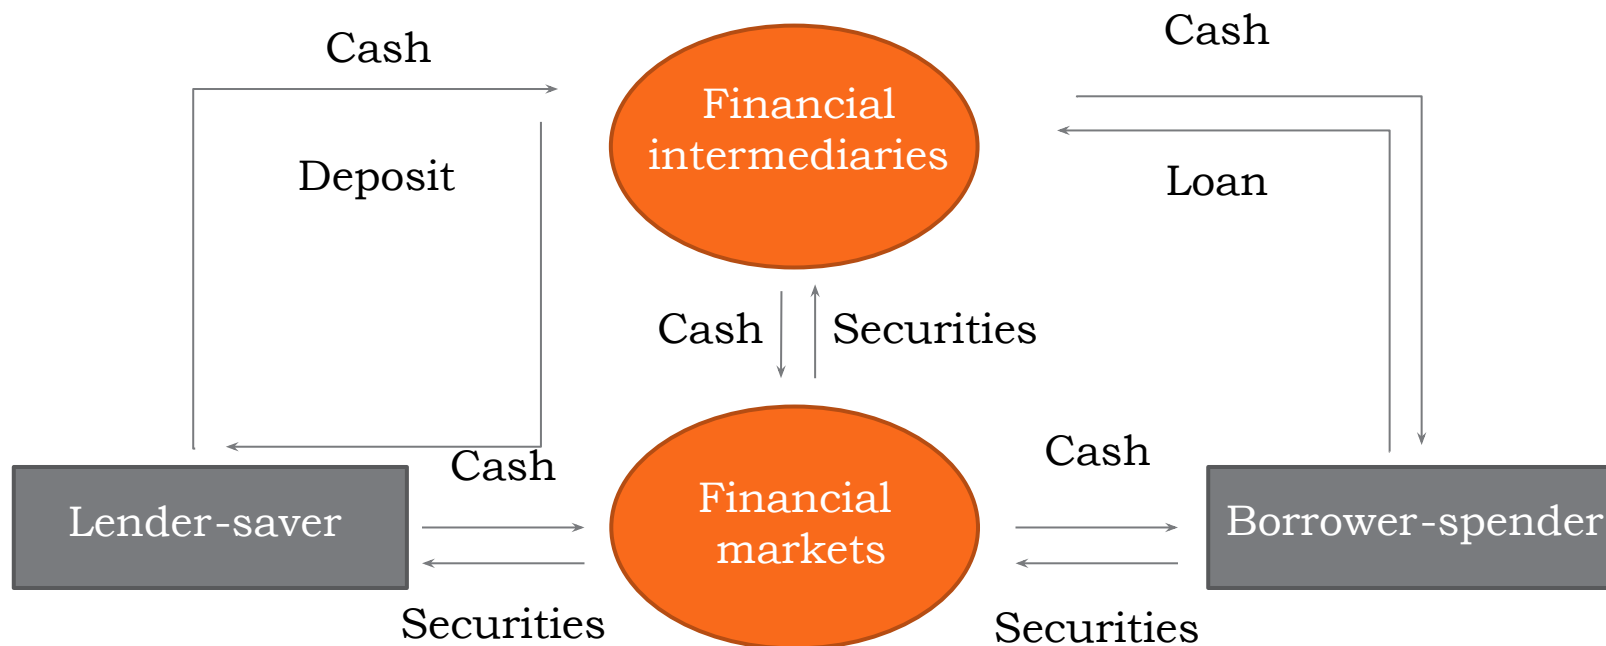 Cash
Cash
Financial
intermediaries
Deposit
Loan
Cash
Securities
Cash
Cash
Lender-saver
Financial
markets
Borrower-spender
Securities
Securities